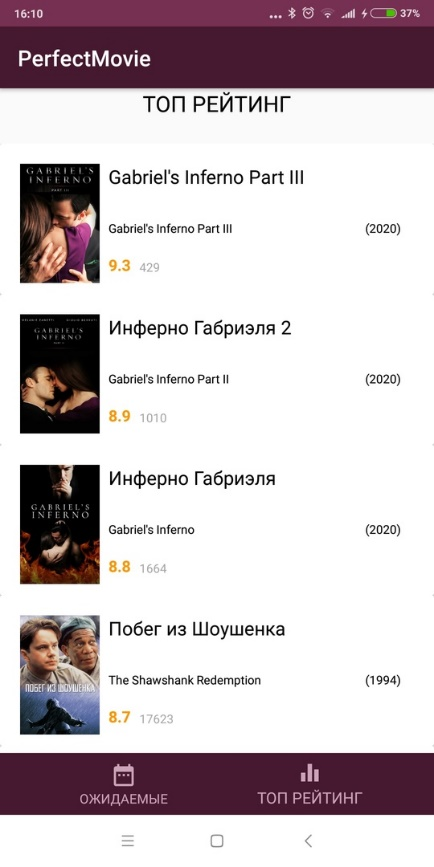 16:10
37%
PerfectMovie
ТОП РЕЙТИНГ
GABRIEL'S
INFERNO
PART III
Gabriel's Inferno Part III
Gabriel's Inferno Part III
(2020)
9.3 429
GABRIEL'S
INFERNO
Инферно Габриэля 2
Gabriel's Inferno Part II
(2020)
8.9 1010
GABRIEL'S
INFERNO
Инферно Габриэля
Gabriel's Inferno
(2020)
8.8 1664
ПОБЕГ ИЗ ШОУШЕНКА
Побег из Шоушенка
The Shawshank Redemption
(1994)
8.7 17623
ОЖИДАЕМЫЕ
ТОП РЕЙТИНГ